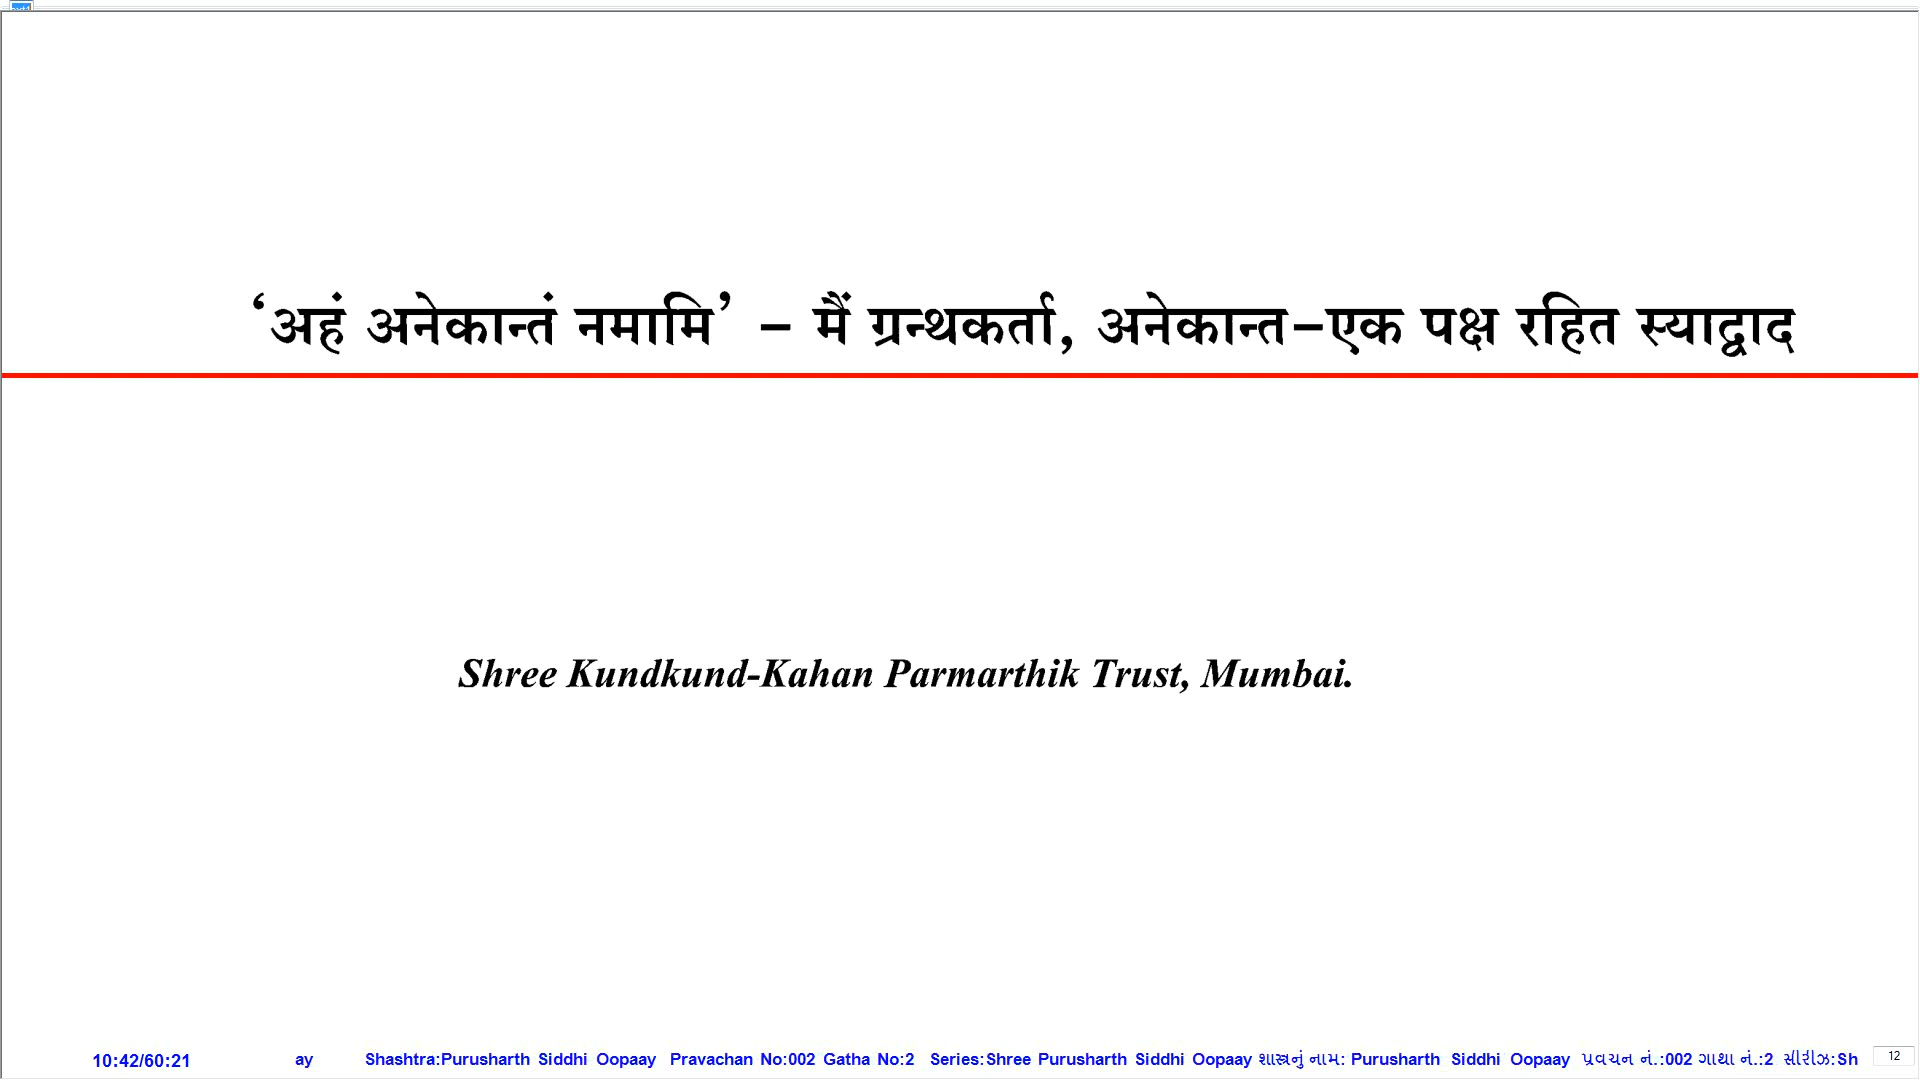 ‘अहं अनेकान्तं नमामि’ – मैं ग्रन्थकर्ता, अनेकान्त–एक पक्ष रहित स्याद्वाद
Shree Kundkund-Kahan Parmarthik Trust, Mumbai.
10:42/60:21 ay Shashtra:Purusharth Siddhi Oopaay Pravachan No:002 Gatha No:2 Series:Shree Purusharth Siddhi Oopaay શાસ્ત્રનું નામ: Purusharth Siddhi Oopaay પ્રવચન નં.:002 ગાથા નં.:2 સીરીઝ:Sh 12